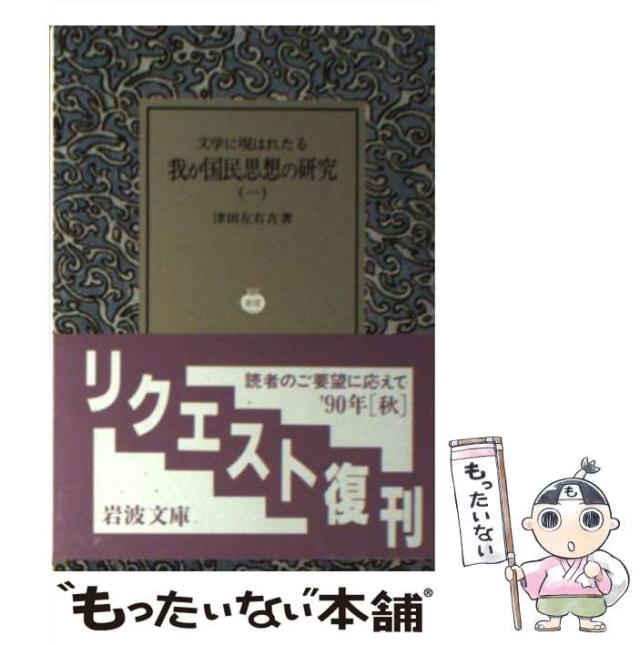 文学に現はれたる
我が国民思想の研究
(一)
津田左右吉著
読者のご要望に応えて
'90年[秋]
リクエスト復刊
岩波文庫
"もったいない"本舗®
も
もったいない